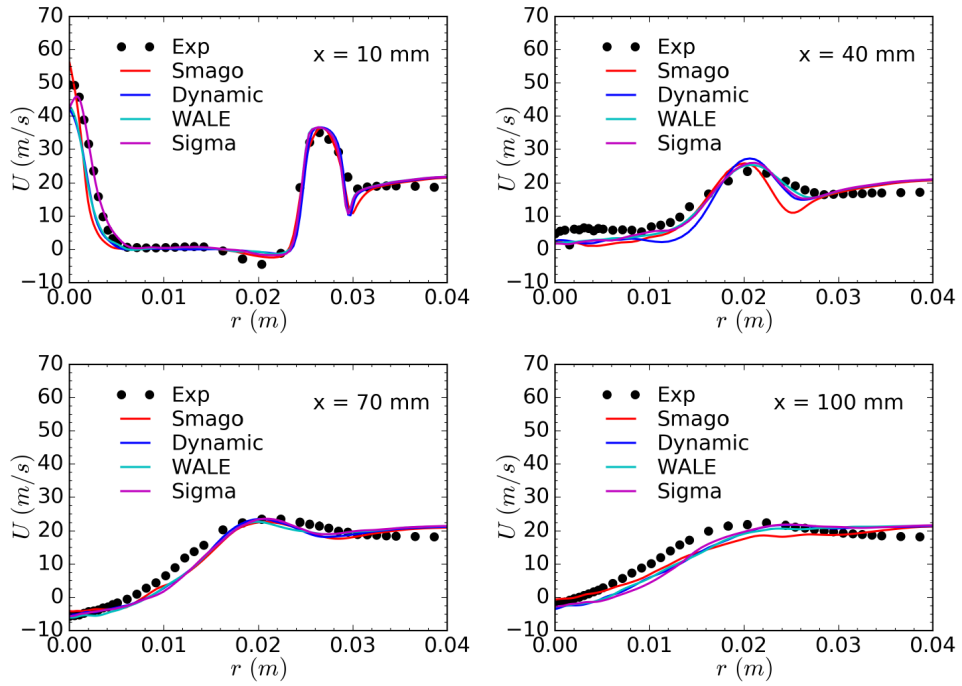 70
60
50
40
30
20
10
0
−10
U (m/s)
Exp
Smago
Dynamic
WALE
Sigma
x = 10 mm
0.00 0.01 0.02 0.03 0.04
r (m)
70
60
50
40
30
20
10
0
−10
U (m/s)
Exp
Smago
Dynamic
WALE
Sigma
x = 40 mm
0.00 0.01 0.02 0.03 0.04
r (m)
70
60
50
40
30
20
10
0
−10
U (m/s)
Exp
Smago
Dynamic
WALE
Sigma
x = 70 mm
0.00 0.01 0.02 0.03 0.04
r (m)
70
60
50
40
30
20
10
0
−10
U (m/s)
Exp
Smago
Dynamic
WALE
Sigma
x = 100 mm
0.00 0.01 0.02 0.03 0.04
r (m)